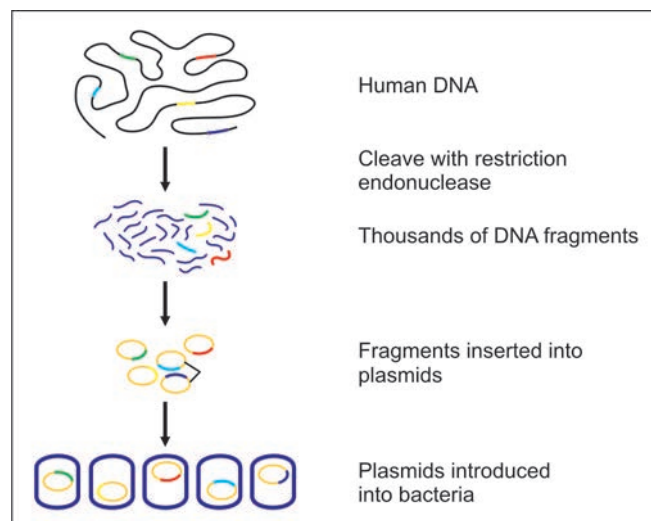 Human DNA
Cleave with restriction
endonuclease
Thousands of DNA fragments
Fragments inserted into
plasmids
Plasmids introduced
into bacteria